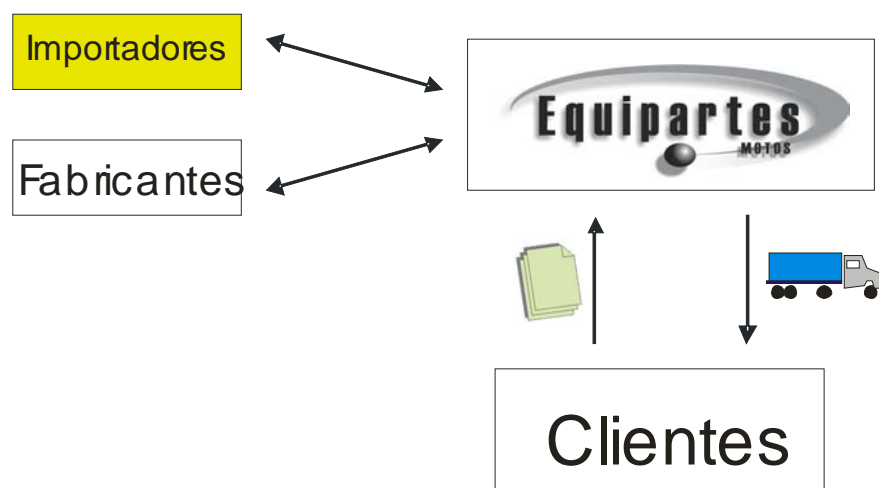 Importadores
Equipartes
MOTOS
Fabricantes
Clientes